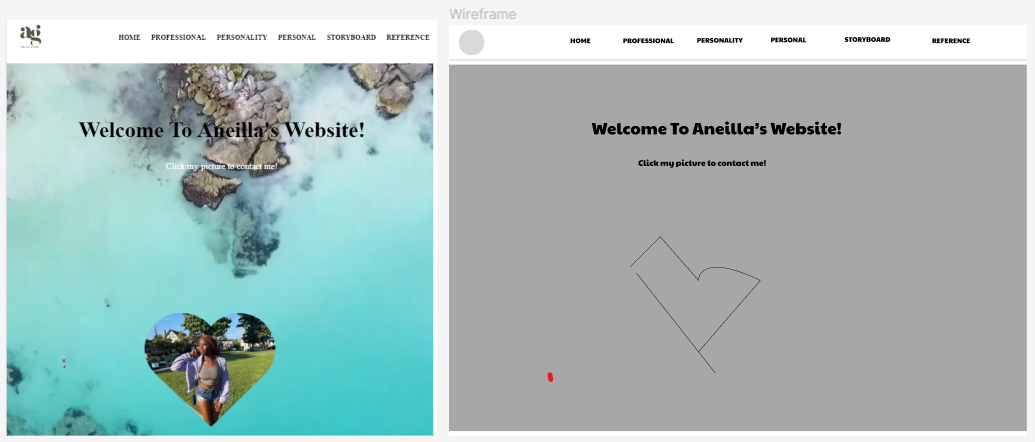 Wireframe
ag
HOME PROFESSIONAL PERSONALITY PERSONAL STORYBOARD REFERENCE
Welcome To Aneilla's Website!
Click my picture to contact me!
HOME PROFESSIONAL PERSONALITY PERSONAL STORYBOARD REFERENCE
Welcome To Aneilla's Website!
Click my picture to contact me!